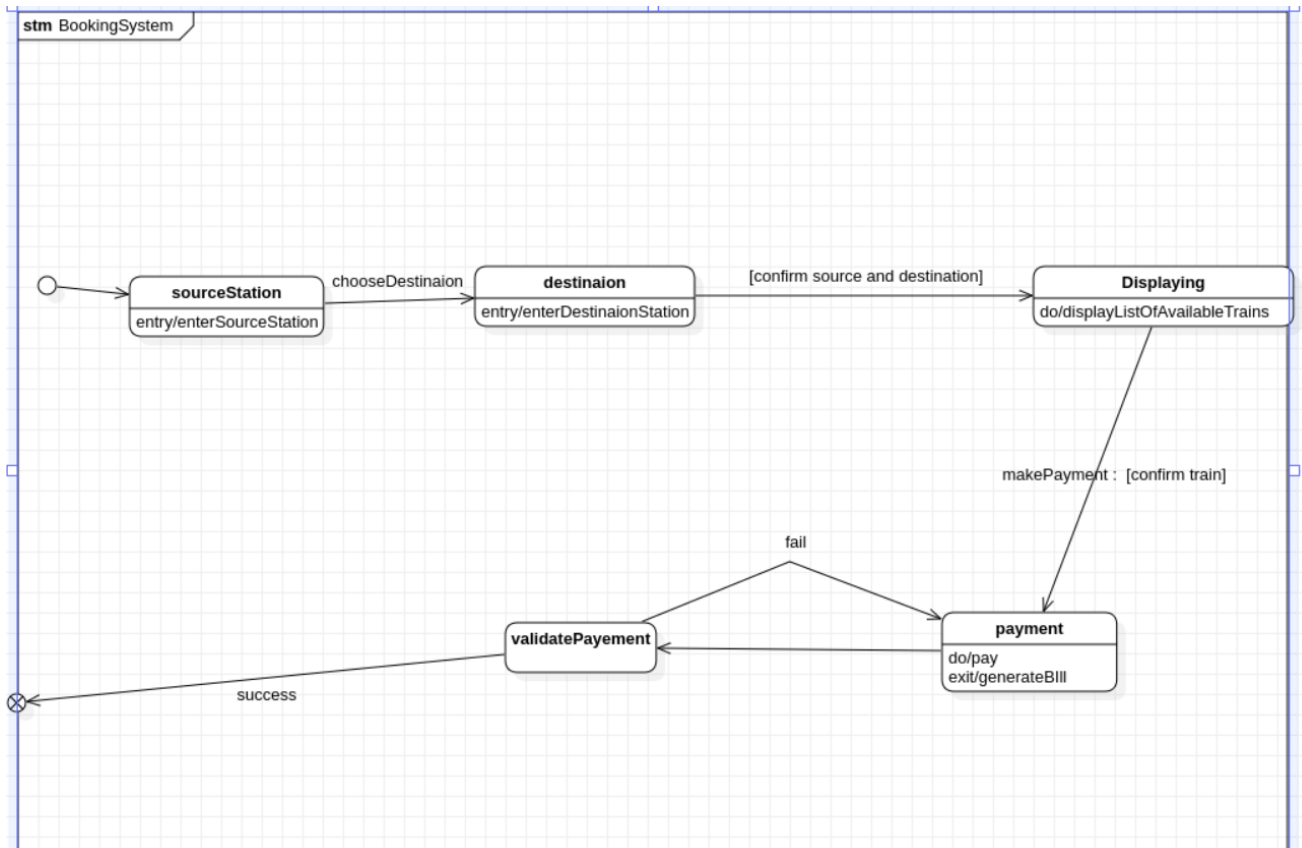 stm BookingSystem
sourceStation
entry/enterSourceStation
chooseDestinaion
destinaion
entry/enterDestinaionStation
[confirm source and destination]
Displaying
do/displayListOfAvailableTrains
makePayment : [confirm train]
fail
validatePayement
payment
do/pay
exit/generateBIll
success